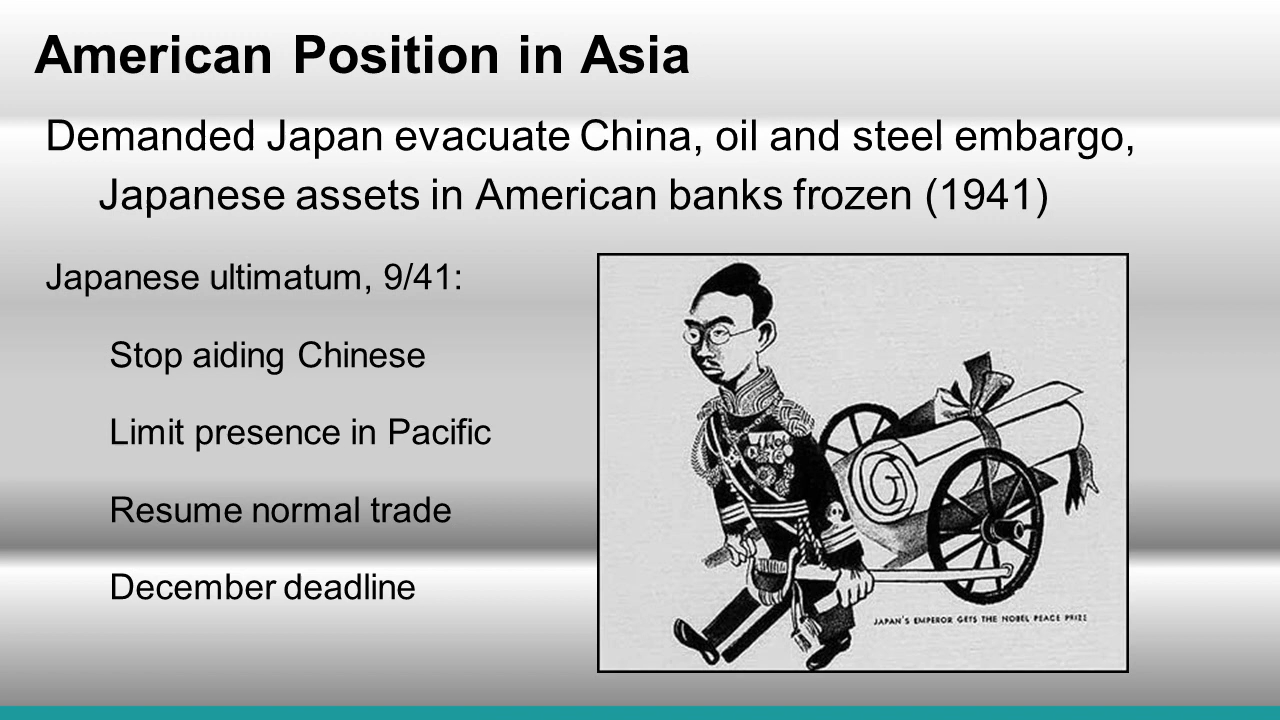 American Position in Asia
Demanded Japan evacuate China, oil and steel embargo,
Japanese assets in American banks frozen (1941)
Japanese ultimatum, 9/41:
Stop aiding Chinese
Limit presence in Pacific
Resume normal trade
December deadline
JAPAN'S EMPEROR GETS THE NOBEL PEACE PRIZE